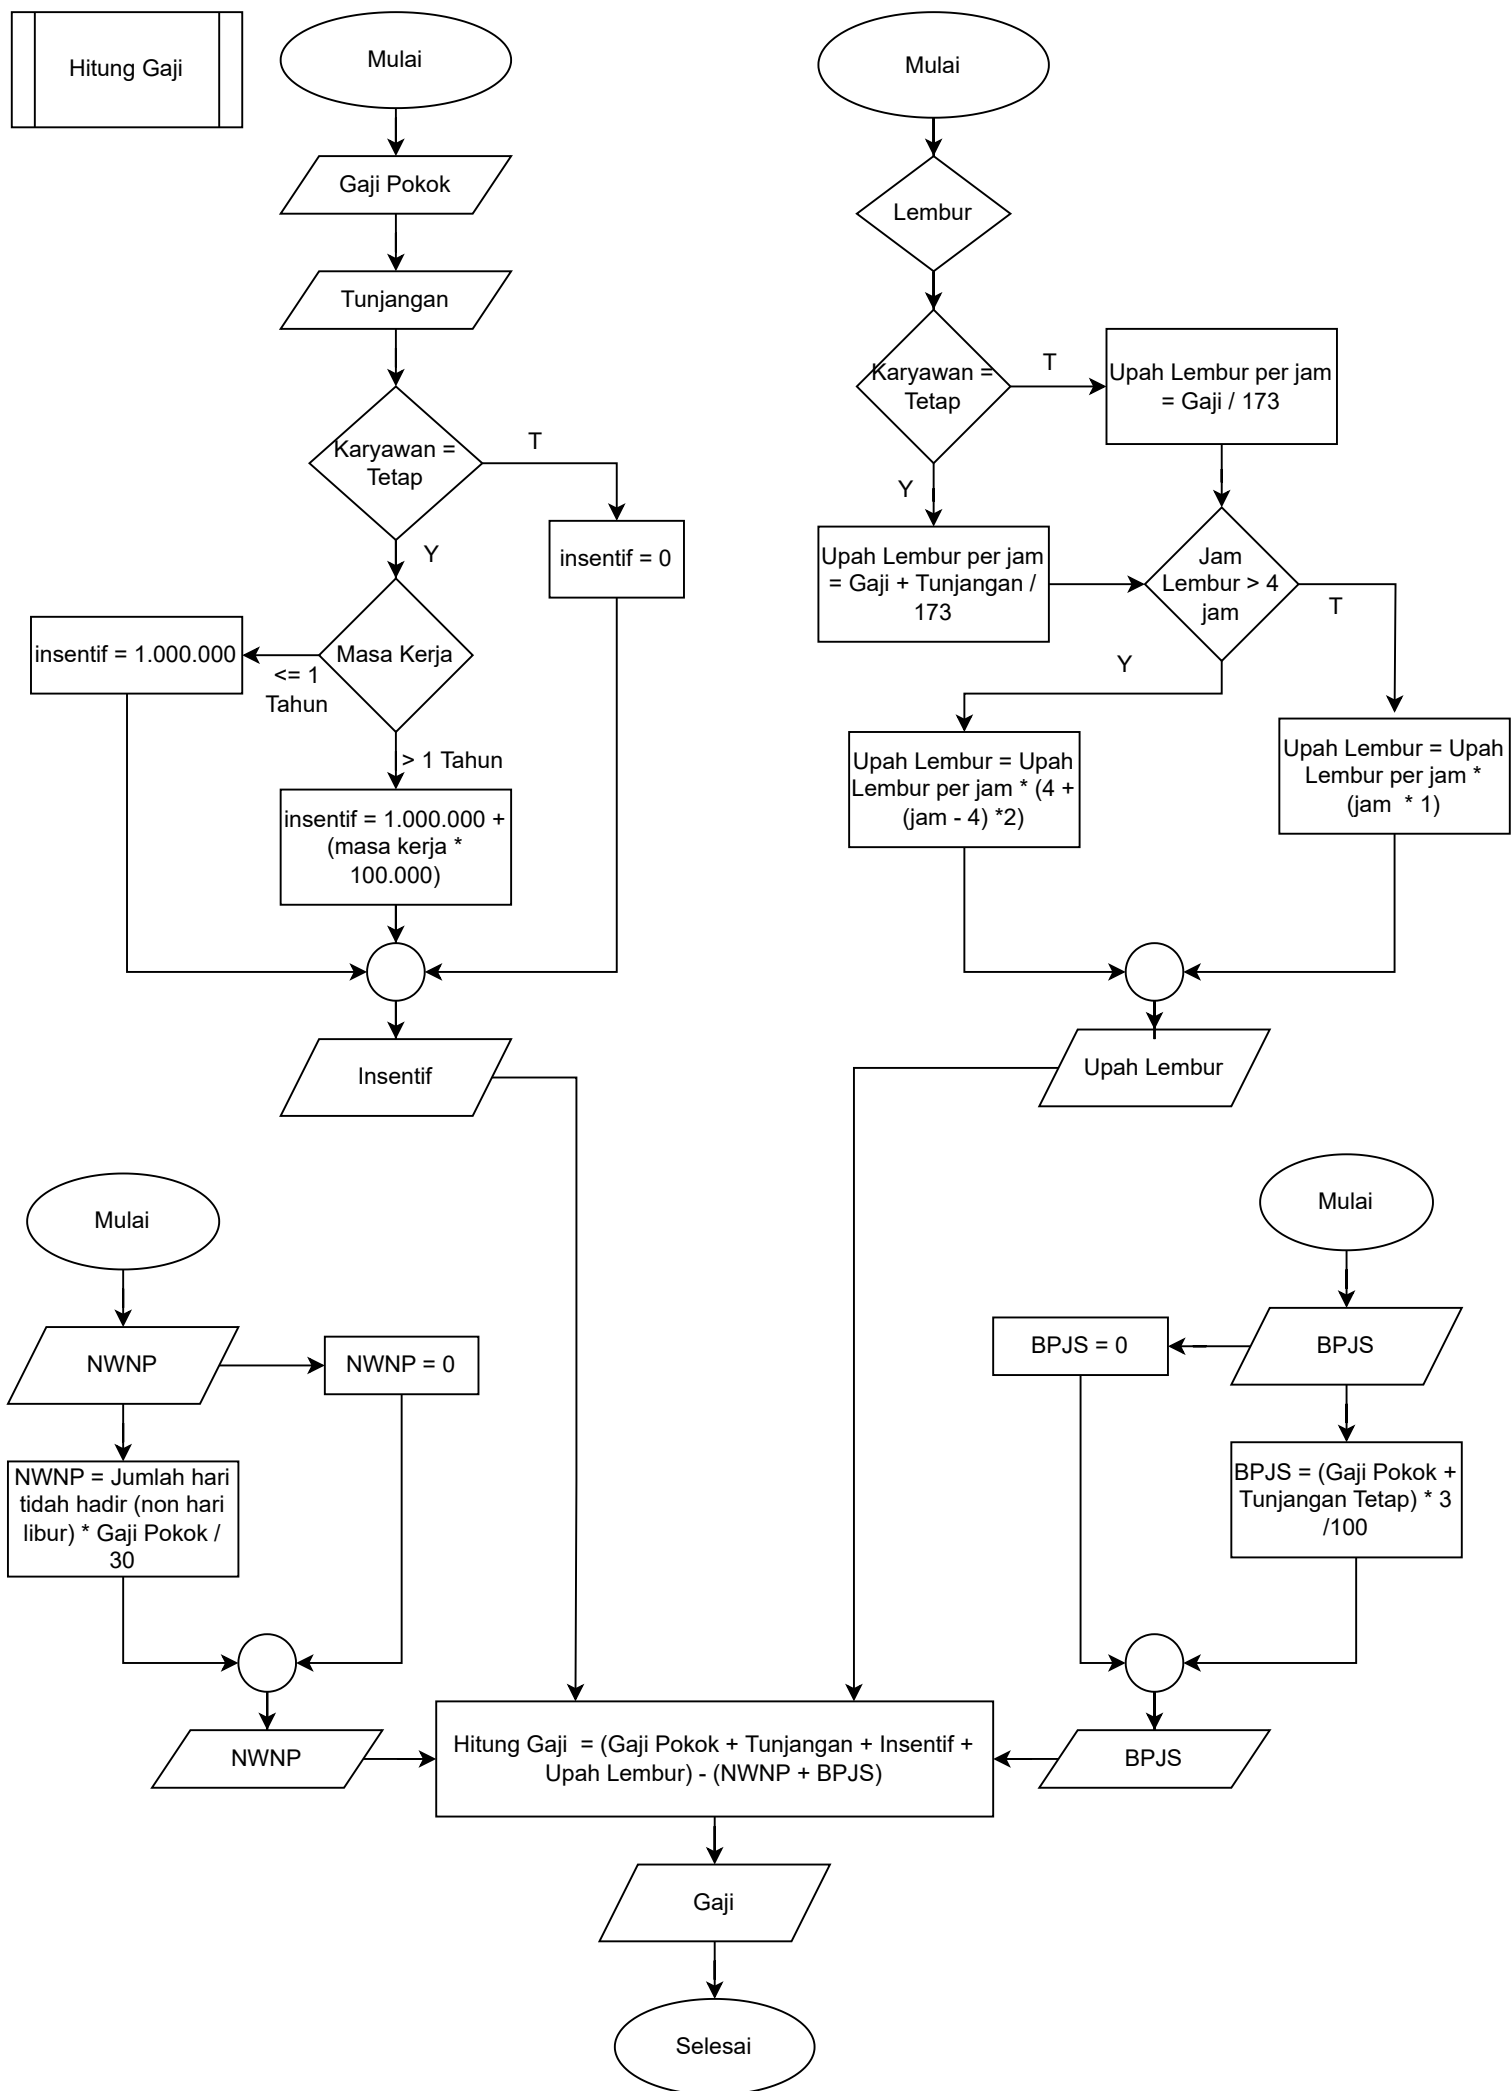 Hitung Gaji
Mulai
Gaji Pokok
Tunjangan
Karyawan =
Tetap
T
Y
insentif = 0
Masa Kerja
insentif = 1.000.000
<= 1
Tahun
> 1 Tahun
insentif = 1.000.000 +
(masa kerja *
100.000)
Insentif
Mulai
Lembur
Karyawan =
Tetap
T
Upah Lembur per jam
= Gaji / 173
Y
Upah Lembur per jam
= Gaji + Tunjangan /
173
Jam
Lembur > 4
jam
T
Y
Upah Lembur = Upah
Lembur per jam * (4 +
(jam - 4) *2)
Upah Lembur = Upah
Lembur per jam *
(jam  * 1)
Upah Lembur
Mulai
NWNP
NWNP = 0
NWNP = Jumlah hari
tidah hadir (non hari
libur) * Gaji Pokok /
30
NWNP
Mulai
BPJS
BPJS = 0
BPJS = (Gaji Pokok +
Tunjangan Tetap) * 3
/100
BPJS
Hitung Gaji  = (Gaji Pokok + Tunjangan + Insentif +
Upah Lembur) - (NWNP + BPJS)
Gaji
Selesai